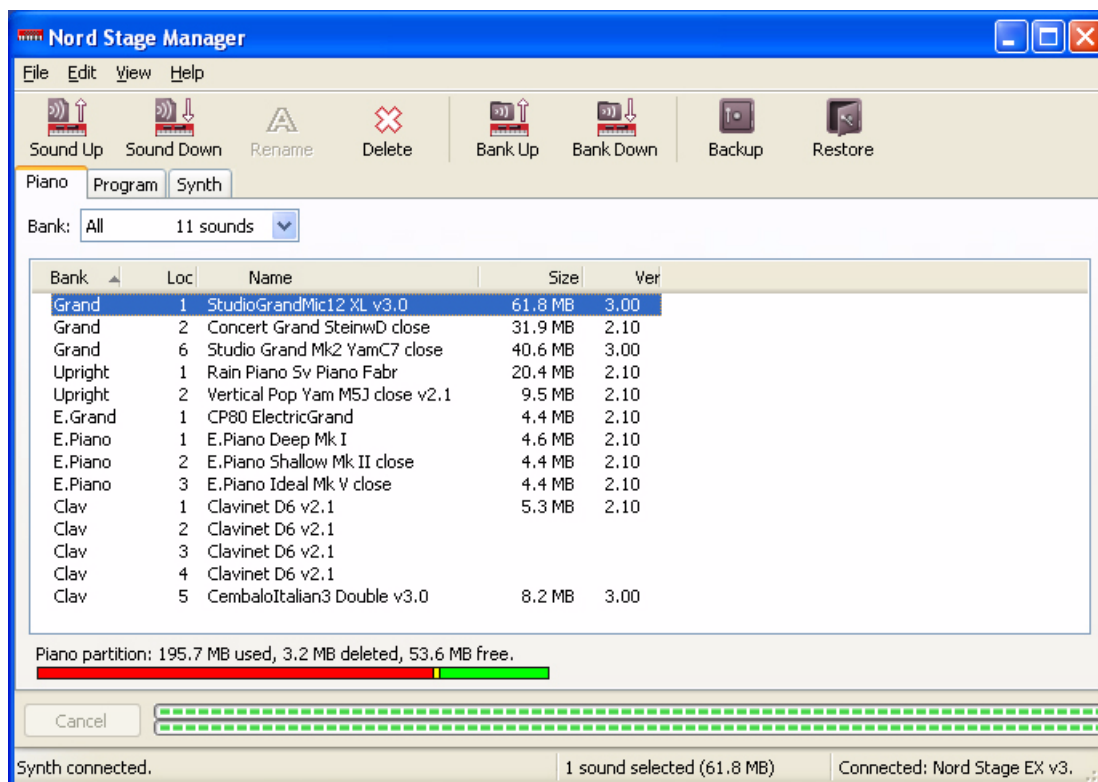 Nord Stage Manager
File Edit View Help
Sound Up Sound Down Rename Delete Bank Up Bank Down Backup Restore
Piano Program Synth
Bank: All 11 sounds
Bank Loc Name Size Ver
Grand 1 StudioGrandMic12 XL v3.0 61.8 MB 3.00
Grand 2 Concert Grand SteinwD close 31.9 MB 2.10
Grand 6 Studio Grand Mk2 YamC7 close 40.6 MB 3.00
Upright 1 Rain Piano Sv Piano Fabr 20.4 MB 2.10
Upright 2 Vertical Pop Yam M5J close v2.1 9.5 MB 2.10
E.Grand 1 CP80 ElectricGrand 4.4 MB 2.10
E.Piano 1 E.Piano Deep Mk I 4.6 MB 2.10
E.Piano 2 E.Piano Shallow Mk II close 4.4 MB 2.10
E.Piano 3 E.Piano Ideal Mk V close 4.4 MB 2.10
Clav 1 Clavinet D6 v2.1 5.3 MB 2.10
Clav 2 Clavinet D6 v2.1
Clav 3 Clavinet D6 v2.1
Clav 4 Clavinet D6 v2.1
Clav 5 CembaloItalian3 Double v3.0 8.2 MB 3.00
Piano partition: 195.7 MB used, 3.2 MB deleted, 53.6 MB free.
Cancel
Synth connected. 1 sound selected (61.8 MB) Connected: Nord Stage EX v3.